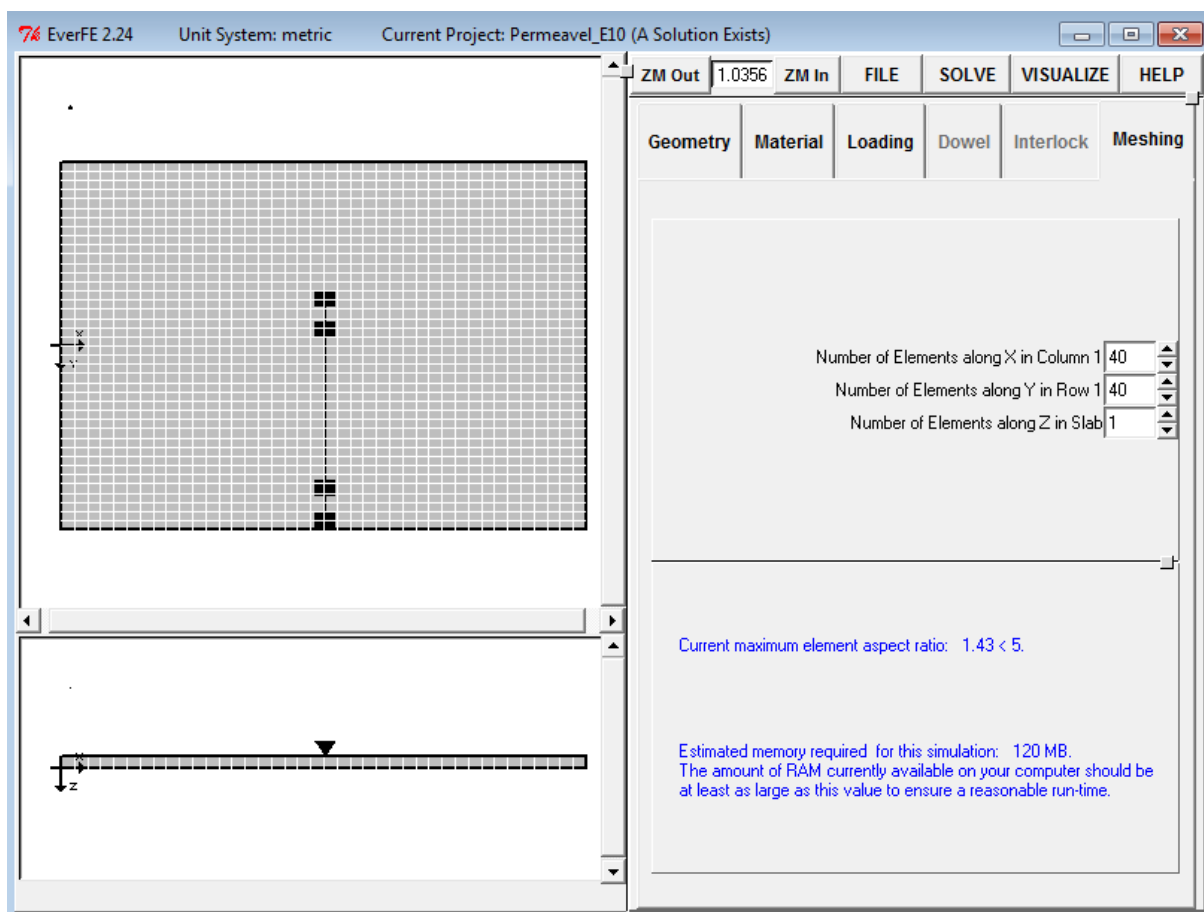 EverFE 2.24 Unit System: metric Current Project: Permeavel_E10 (A Solution Exists)
ZM Out 1.0356 ZM In FILE SOLVE VISUALIZE HELP
Geometry Material Loading Dowel Interlock Meshing
X
Y
Number of Elements along X in Column 1 40
Number of Elements along Y in Row 1 40
Number of Elements along Z in Slab 1
Current maximum element aspect ratio: 1.43 < 5.
Estimated memory required for this simulation: 120 MB.
The amount of RAM currently available on your computer should be
at least as large as this value to ensure a reasonable run-time.
X
Z